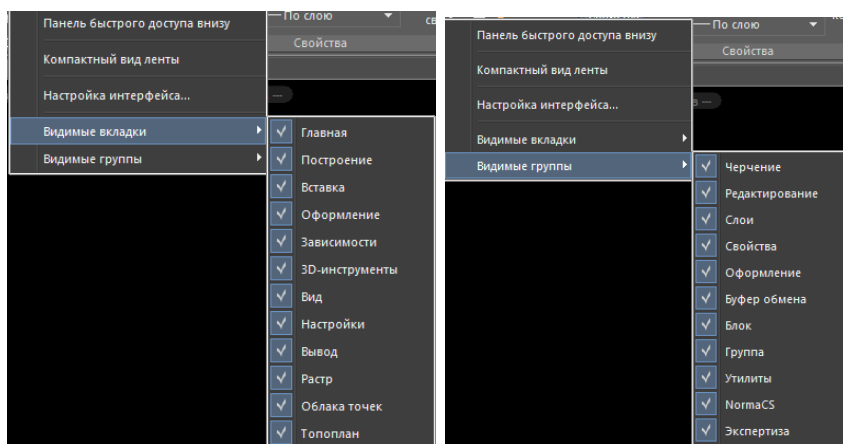 По слою
св
Свойства
Панель быстрого доступа внизу
Компактный вид ленты
Настройка интерфейса...
Видимые вкладки
Видимые группы
Главная
Построение
Вставка
Оформление
Зависимости
3D-инструменты
Вид
Настройки
Вывод
Растр
Облака точек
Топоплан
По слою
Свойства
Панель быстрого доступа внизу
Компактный вид ленты
Настройка интерфейса...
Видимые вкладки
Видимые группы
Черчение
Редактирование
Слои
Свойства
Оформление
Буфер обмена
Блок
Группа
Утилиты
NormaCS
Экспертиза